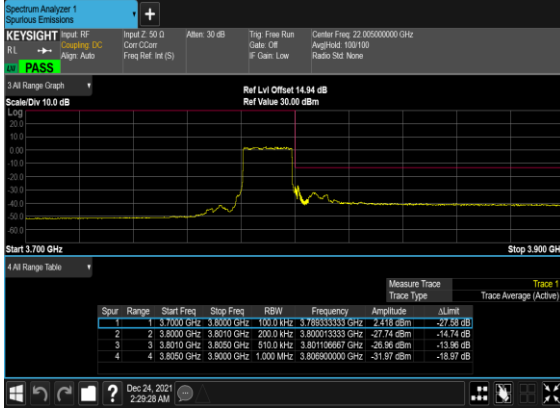 Spectrum Analyzer 1
Spurious Emissions
+
KEYSIGHT Input: RF Input Z: 50 Ω Atten: 30 dB Trig: Free Run Center Freq: 22.005000000 GHz
RL Coupling: DC Corr CCorr Gate: Off Avg|Hold: 100/100
Align: Auto Freq Ref: Int (S) IF Gain: Low Radio Std: None
LXI PASS
3 All Range Graph Ref Lvl Offset 14.94 dB
Scale/Div 10.0 dB Ref Value 30.00 dBm
Log
20.0
10.0
0.00
-10.0
-20.0
-30.0
-40.0
-50.0
-60.0
Start 3.700 GHz Stop 3.900 GH
4 All Range Table
Measure Trace Trace 1
Trace Type Trace Average (Active)
Spur Range Start Freq Stop Freq RBW Frequency Amplitude ΔLimit
1 1 3.7000 GHz 3.8000 GHz 100.0 kHz 3.789333333 GHz 2.418 dBm -27.58 dB
2 2 3.8000 GHz 3.8010 GHz 200.0 kHz 3.800013333 GHz -27.74 dBm -14.74 dB
3 3 3.8010 GHz 3.8050 GHz 510.0 kHz 3.801106667 GHz -26.96 dBm -13.96 dB
4 4 3.8050 GHz 3.9000 GHz 1.000 MHz 3.806900000 GHz -31.97 dBm -18.97 dB
? Dec 24, 2021
2:29:28 AM